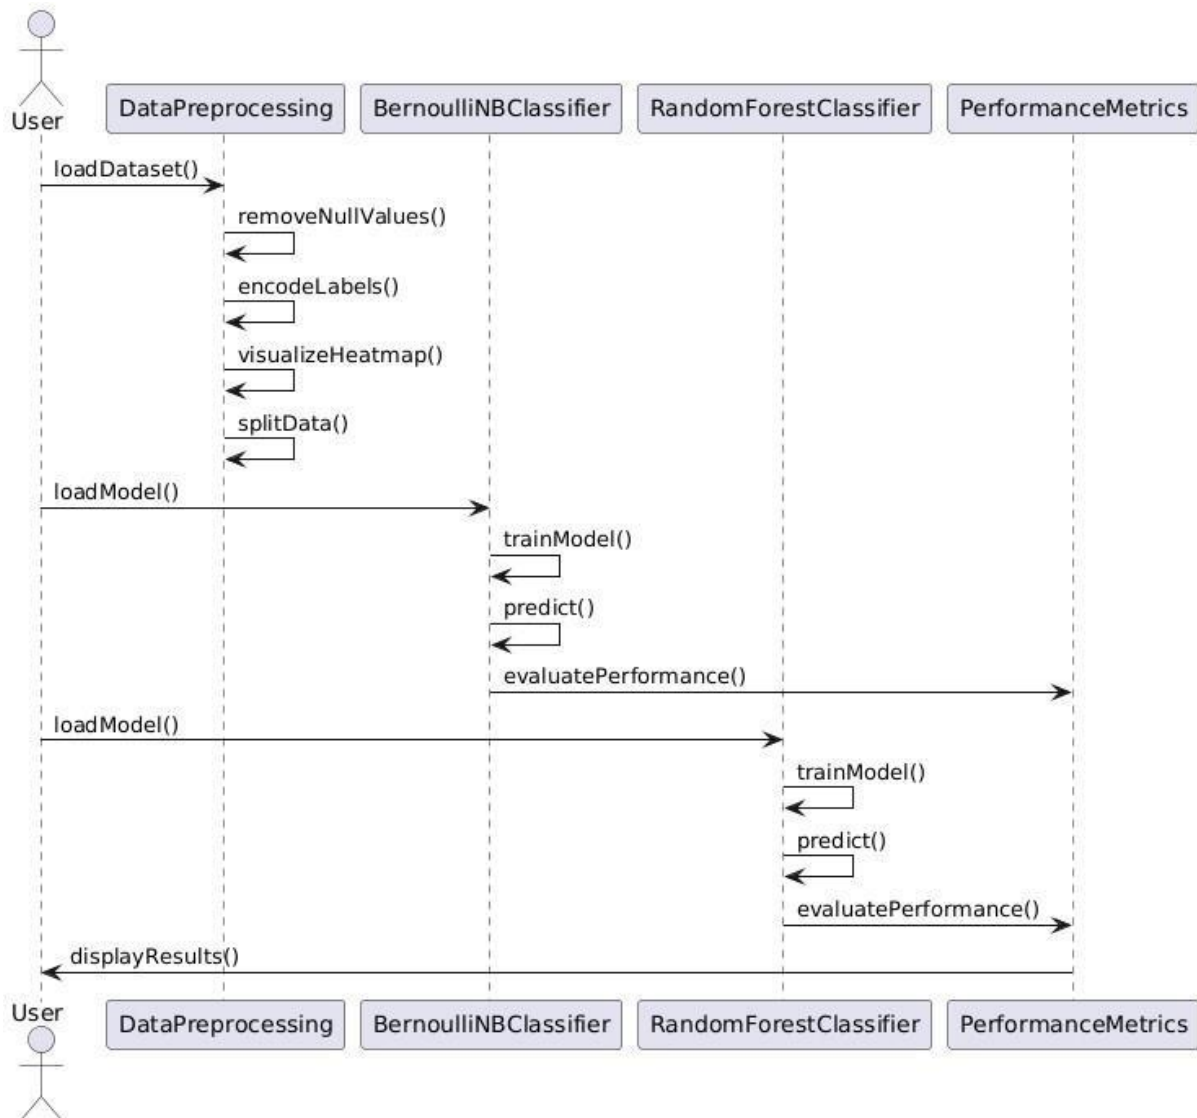 User
DataPreprocessing
BernoulliNBClassifier
RandomForestClassifier
PerformanceMetrics
loadDataset()
removeNullValues()
encodeLabels()
visualizeHeatmap()
splitData()
loadModel()
trainModel()
predict()
evaluatePerformance()
loadModel()
trainModel()
predict()
evaluatePerformance()
displayResults()
User
DataPreprocessing
BernoulliNBClassifier
RandomForestClassifier
PerformanceMetrics